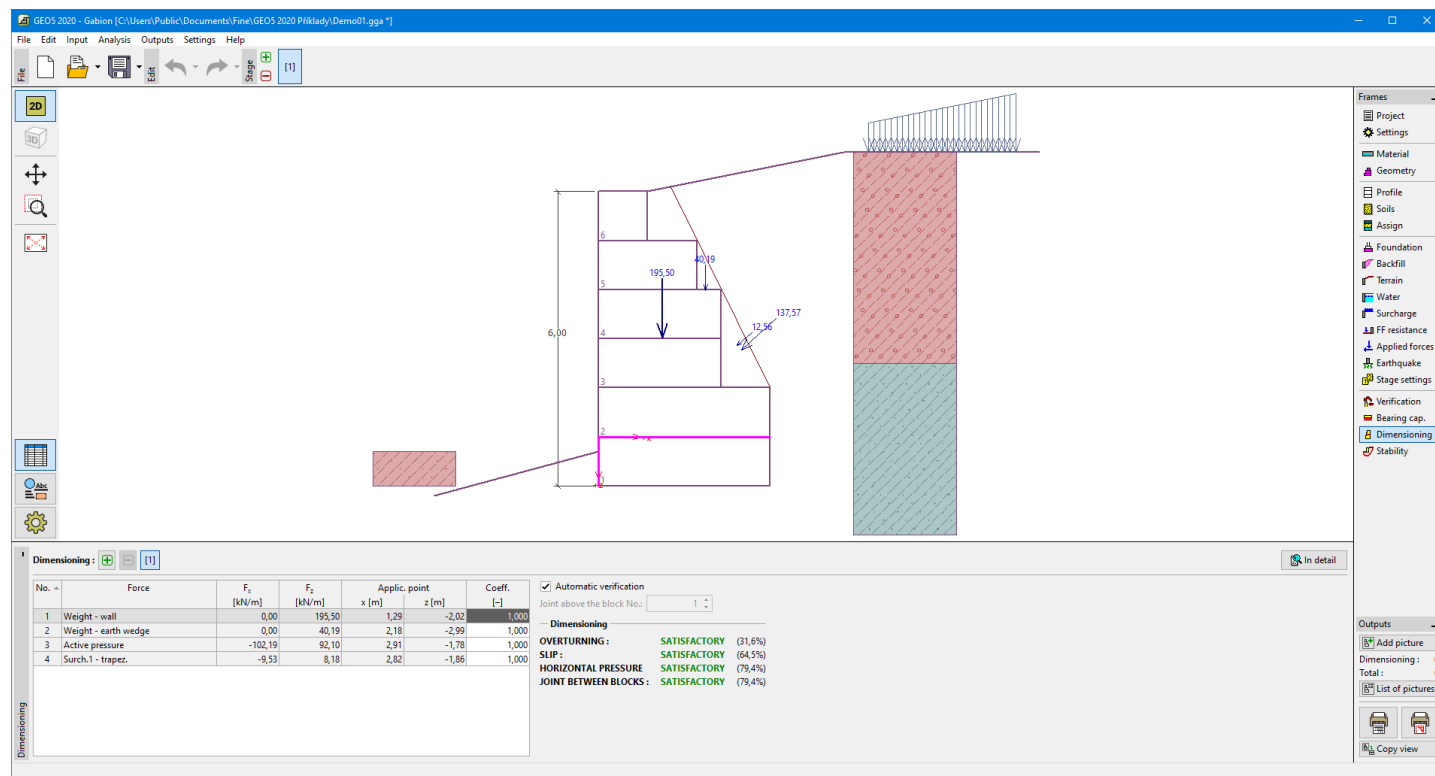 GEO5 2020 - Gabion [C:\Users\Public\Documents\Fine\GEO5 2020 Příklady\Demo01.gga *]
File Edit Input Analysis Outputs Settings Help
File
Edit
Stage
[1]
2D
3D
Abc
6
5
4
3
2
1
6,00
195,50
40,19
137,57
12,56
+x
+z
Frames
Project
Settings
Material
Geometry
Profile
Soils
Assign
Foundation
Backfill
Terrain
Water
Surcharge
FF resistance
Applied forces
Earthquake
Stage settings
Verification
Bearing cap.
Dimensioning
Stability
Dimensioning : [1]
In detail
No. Force Fx Fz Applic. point Coeff.
[kN/m] [kN/m] x [m] z [m] [–]
1 Weight - wall 0,00 195,50 1,29 -2,02 1,000
2 Weight - earth wedge 0,00 40,19 2,18 -2,99 1,000
3 Active pressure -102,19 92,10 2,91 -1,78 1,000
4 Surch.1 - trapez. -9,53 8,18 2,82 -1,86 1,000
Automatic verification
Joint above the block No.: 1
Dimensioning
OVERTURNING : SATISFACTORY (31,6%)
SLIP : SATISFACTORY (64,5%)
HORIZONTAL PRESSURE SATISFACTORY (79,4%)
JOINT BETWEEN BLOCKS : SATISFACTORY (79,4%)
Dimensioning
Outputs
Add picture
Dimensioning :
Total :
List of pictures
Copy view